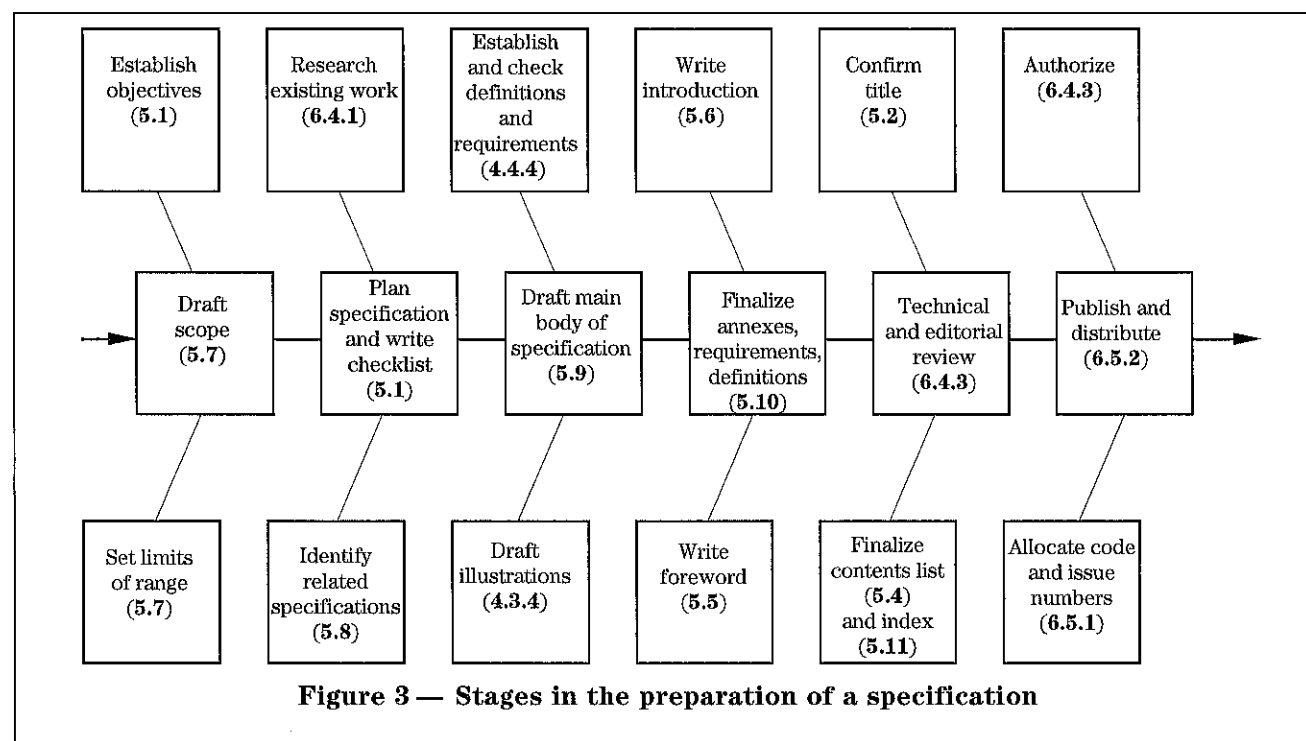 Establish
objectives
(5.1)
Research
existing work
(6.4.1)
Establish
and check
definitions
and
requirements
(4.4.4)
Write
introduction
(5.6)
Confirm
title
(5.2)
Authorize
(6.4.3)
Draft
scope
(5.7)
Plan
specification
and write
checklist
(5.1)
Draft main
body of
specification
(5.9)
Finalize
annexes,
requirements,
definitions
(5.10)
Technical
and editorial
review
(6.4.3)
Publish and
distribute
(6.5.2)
Set limits
of range
(5.7)
Identify
related
specifications
(5.8)
Draft
illustrations
(4.3.4)
Write
foreword
(5.5)
Finalize
contents list
(5.4)
and index
(5.11)
Allocate code
and issue
numbers
(6.5.1)
Figure 3 — Stages in the preparation of a specification